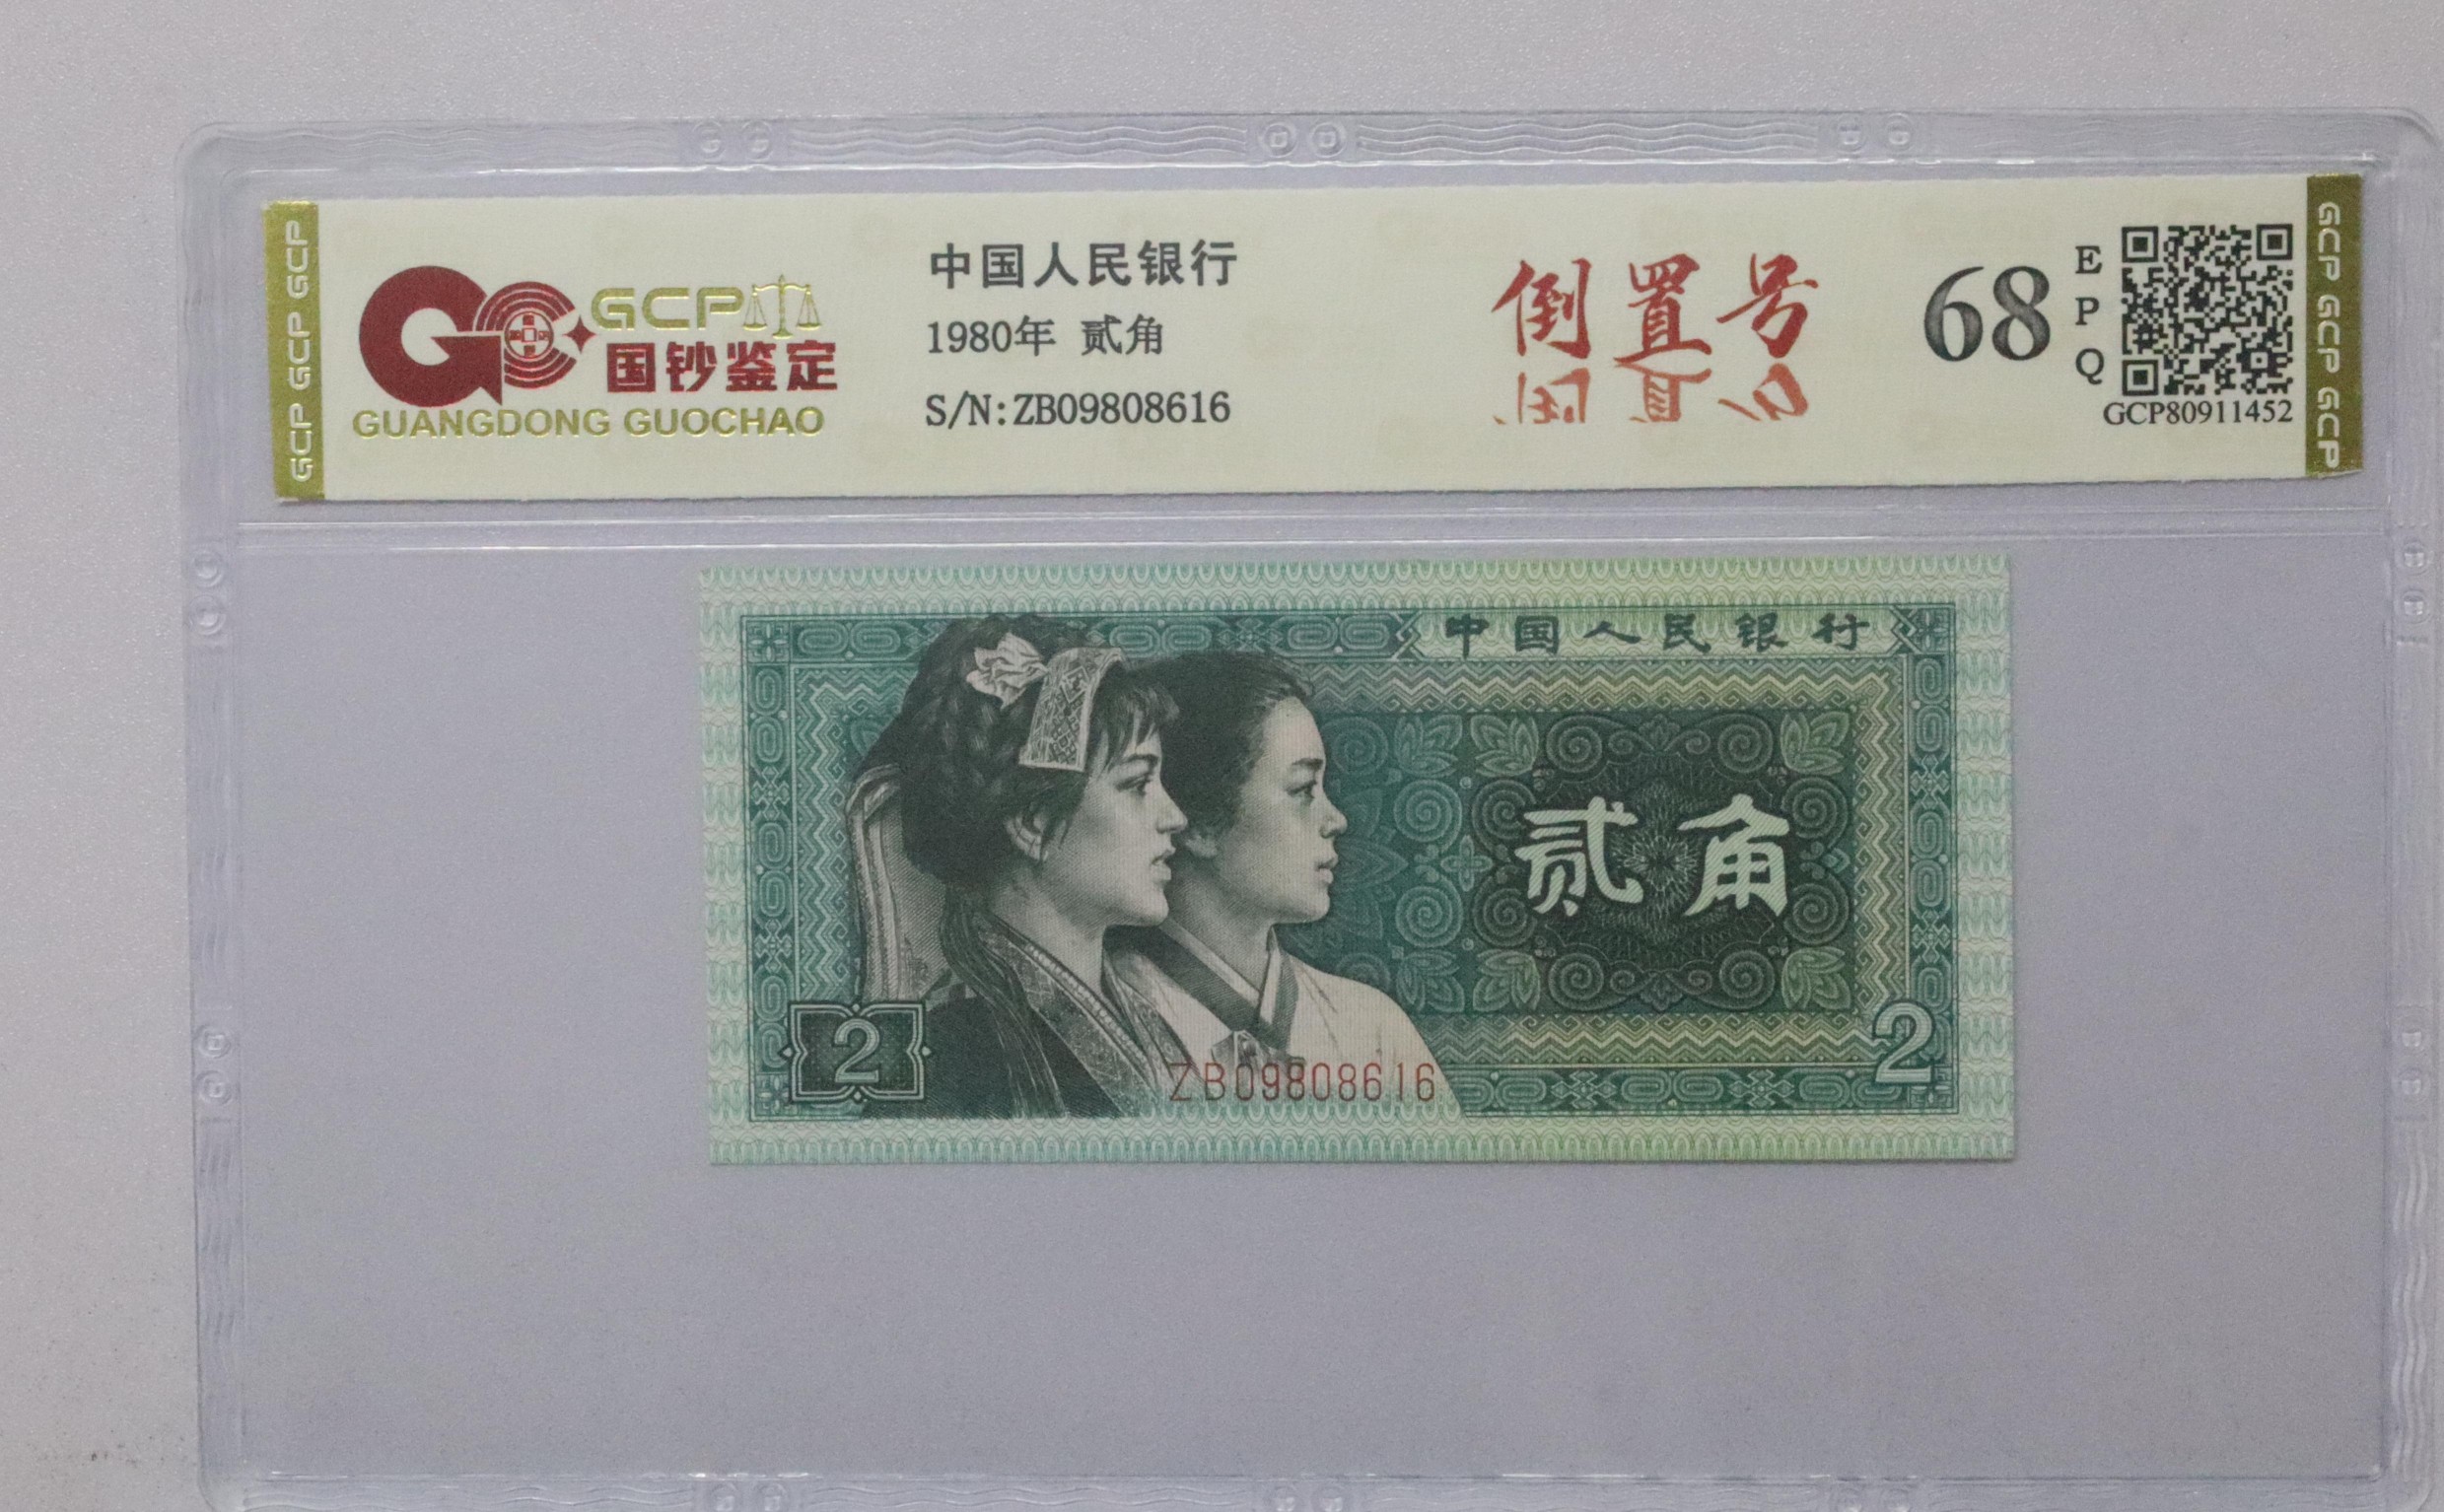 GCP GCP GCP
GCP
国钞鉴定
GUANGDONG GUOCHAO
中国人民银行
1980年 贰角
S/N:ZB09808616
倒置号
68
E
P
Q
GCP80911452
GCP GCP GCP
中国人民银行
贰角
2
ZB09808616
2